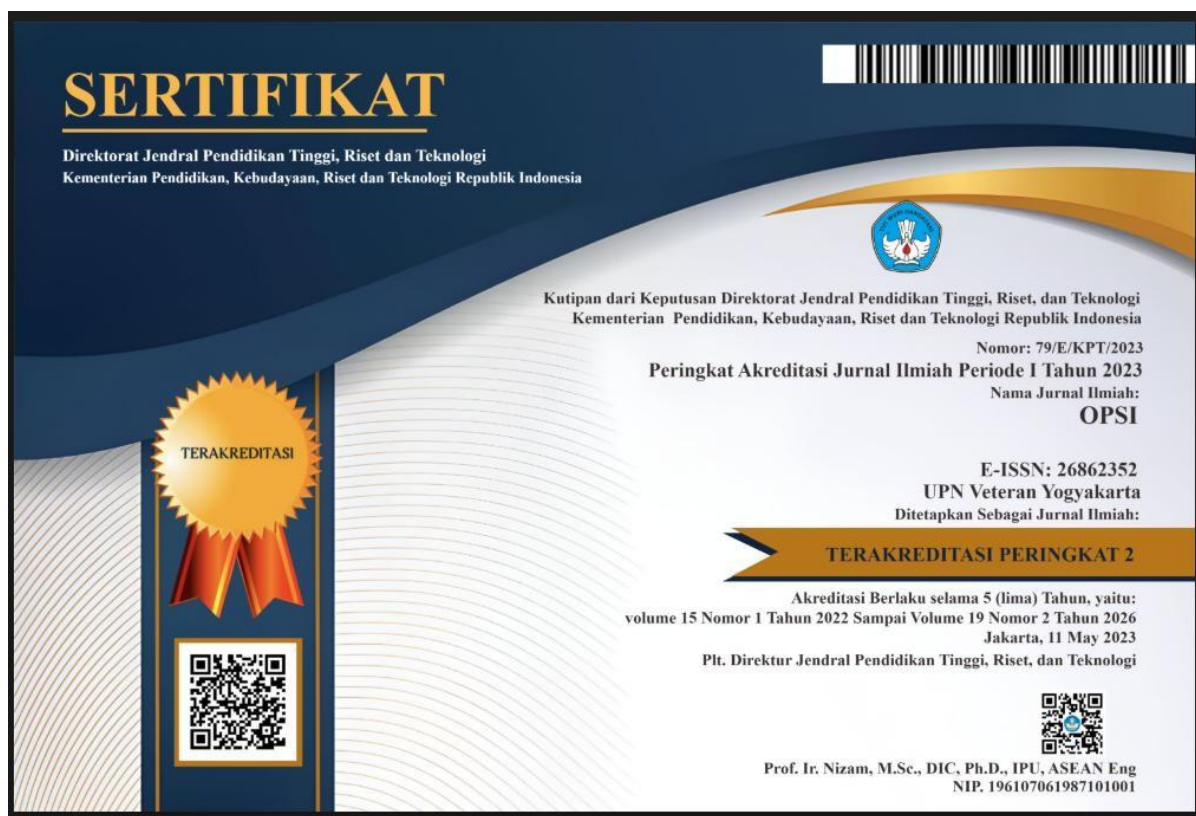 SERTIFIKAT
Direktorat Jendral Pendidikan Tinggi, Riset dan Teknologi
Kementerian Pendidikan, Kebudayaan, Riset dan Teknologi Republik Indonesia
Kutipan dari Keputusan Direktorat Jendral Pendidikan Tinggi, Riset, dan Teknologi
Kementerian Pendidikan, Kebudayaan, Riset dan Teknologi Republik Indonesia
Nomor: 79/E/KPT/2023
Peringkat Akreditasi Jurnal Ilmiah Periode I Tahun 2023
Nama Jurnal Ilmiah:
OPSI
E-ISSN: 26862352
UPN Veteran Yogyakarta
Ditetapkan Sebagai Jurnal Ilmiah:
TERAKREDITASI PERINGKAT 2
Akreditasi Berlaku selama 5 (lima) Tahun, yaitu:
volume 15 Nomor 1 Tahun 2022 Sampai Volume 19 Nomor 2 Tahun 2026
Jakarta, 11 May 2023
Plt. Direktur Jendral Pendidikan Tinggi, Riset, dan Teknologi
Prof. Ir. Nizam, M.Sc., DIC, Ph.D., IPU, ASEAN Eng
NIP. 196107061987101001
TERAKREDITASI